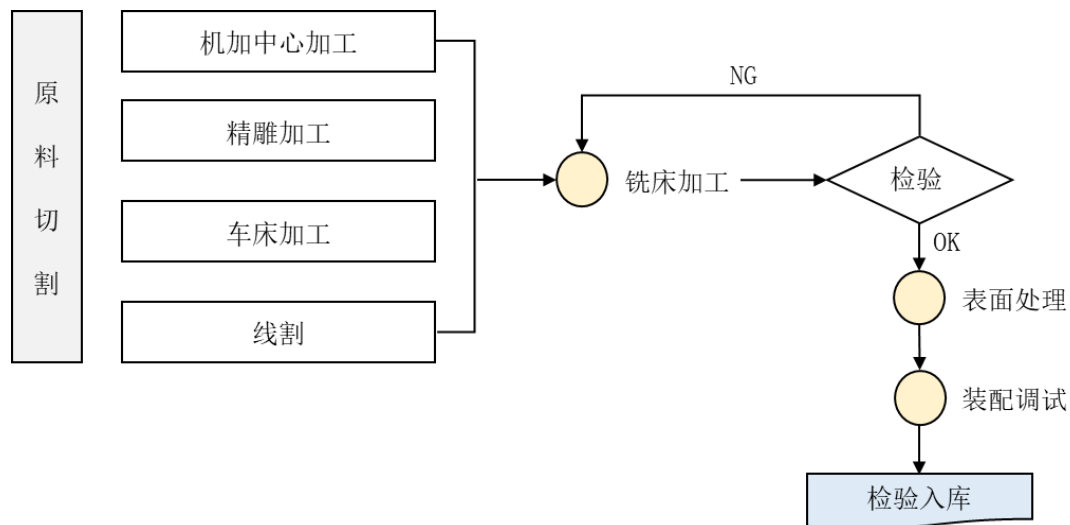 原料切割
机加中心加工
精雕加工
车床加工
线割
NG
铣床加工
检验
OK
表面处理
装配调试
检验入库